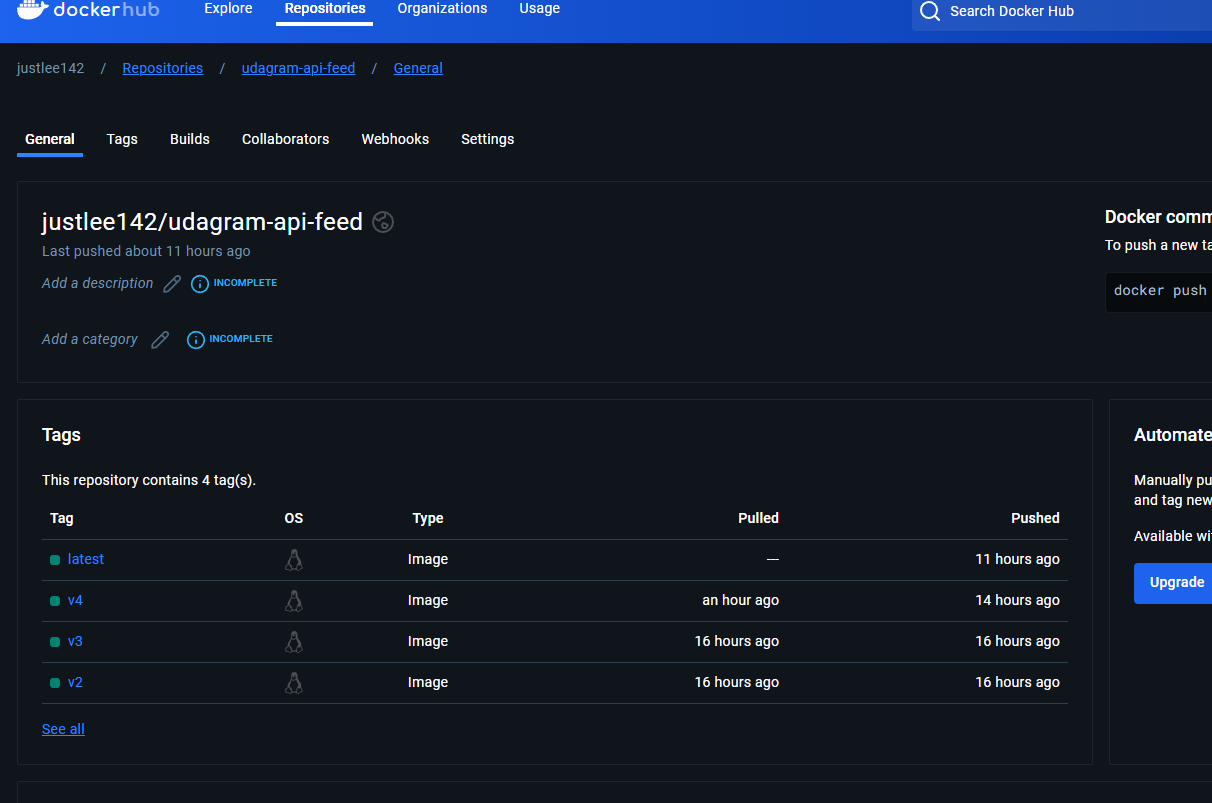 dockerhub Explore Repositories Organizations Usage Search Docker Hub
justlee142 / Repositories / udagram-api-feed / General
General Tags Builds Collaborators Webhooks Settings
justlee142/udagram-api-feed
Last pushed about 11 hours ago
Add a description INCOMPLETE
Add a category INCOMPLETE
Docker comm
To push a new ta
docker push
Tags
This repository contains 4 tag(s).
Tag OS Type Pulled Pushed
latest Image --- 11 hours ago
v4 Image an hour ago 14 hours ago
v3 Image 16 hours ago 16 hours ago
v2 Image 16 hours ago 16 hours ago
See all
Automate
Manually pu
and tag new
Available wi
Upgrade